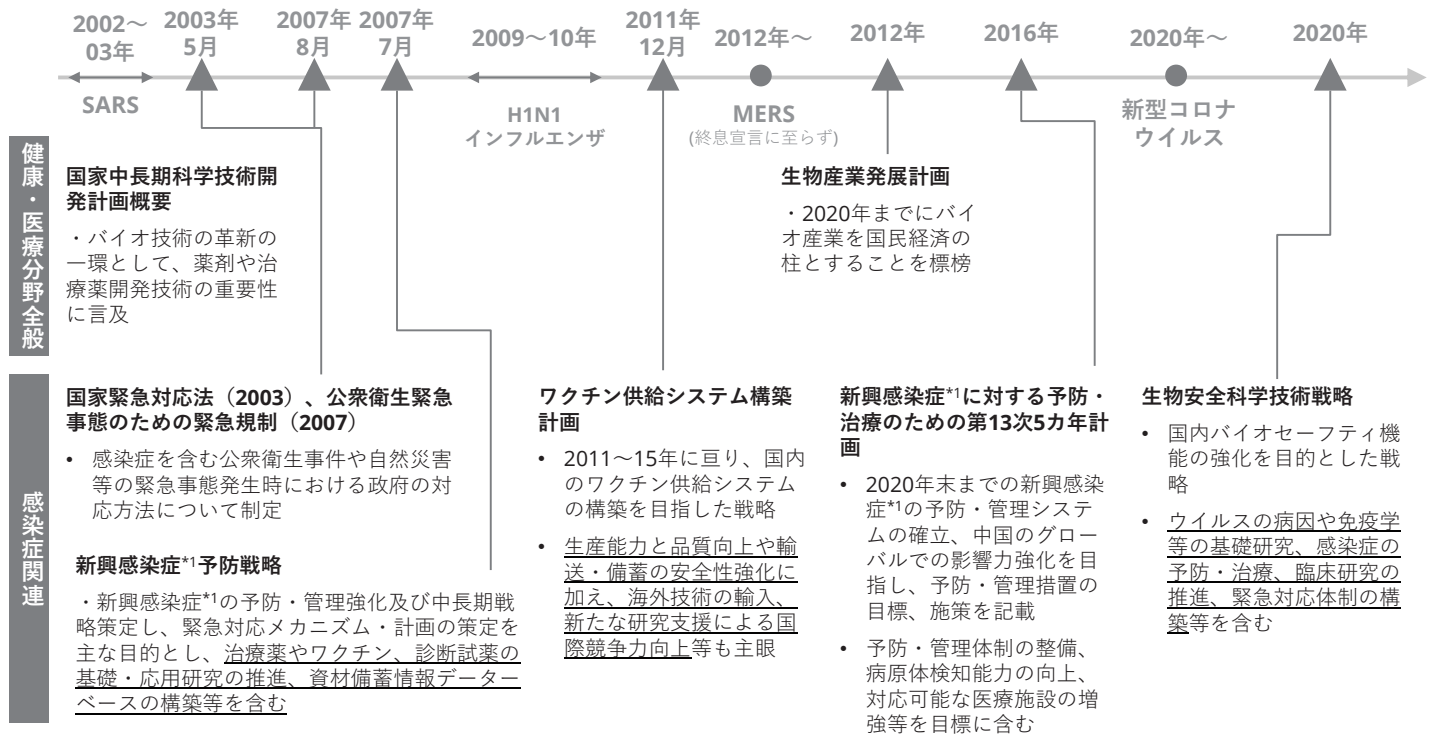 2002～
03年
2003年
5月
2007年
8月
2007年
7月
2009～10年
2011年
12月
2012年～
2012年
2016年
2020年～
2020年
SARS
H1N1
インフルエンザ
MERS
(終息宣言に至らず)
新型コロナ
ウイルス
健康・医療分野全般
国家中長期科学技術開
発計画概要
・バイオ技術の革新の
一環として、薬剤や治
療薬開発技術の重要性
に言及
生物産業発展計画
・2020年までにバイ
オ産業を国民経済の
柱とすることを標榜
感染症関連
国家緊急対応法（2003）、公衆衛生緊急
事態のための緊急規制（2007）
• 感染症を含む公衆衛生事件や自然災害
等の緊急事態発生時における政府の対
応方法について制定
新興感染症*1予防戦略
・新興感染症*1の予防・管理強化及び中長期戦
略策定し、緊急対応メカニズム・計画の策定を
主な目的とし、治療薬やワクチン、診断試薬の
基礎・応用研究の推進、資材備蓄情報データー
ベースの構築等を含む
ワクチン供給システム構築
計画
• 2011～15年に亘り、国内
のワクチン供給システム
の構築を目指した戦略
• 生産能力と品質向上や輸
送・備蓄の安全性強化に
加え、海外技術の輸入、
新たな研究支援による国
際競争力向上等も主眼
新興感染症*1に対する予防・
治療のための第13次5カ年計
画
• 2020年末までの新興感染
症*1の予防・管理システ
ムの確立、中国のグロー
バルでの影響力強化を目
指し、予防・管理措置の
目標、施策を記載
• 予防・管理体制の整備、
病原体検知能力の向上、
対応可能な医療施設の増
強等を目標に含む
生物安全科学技術戦略
• 国内バイオセーフティ機
能の強化を目的とした戦
略
• ウイルスの病因や免疫学
等の基礎研究、感染症の
予防・治療、臨床研究の
推進、緊急対応体制の構
築等を含む